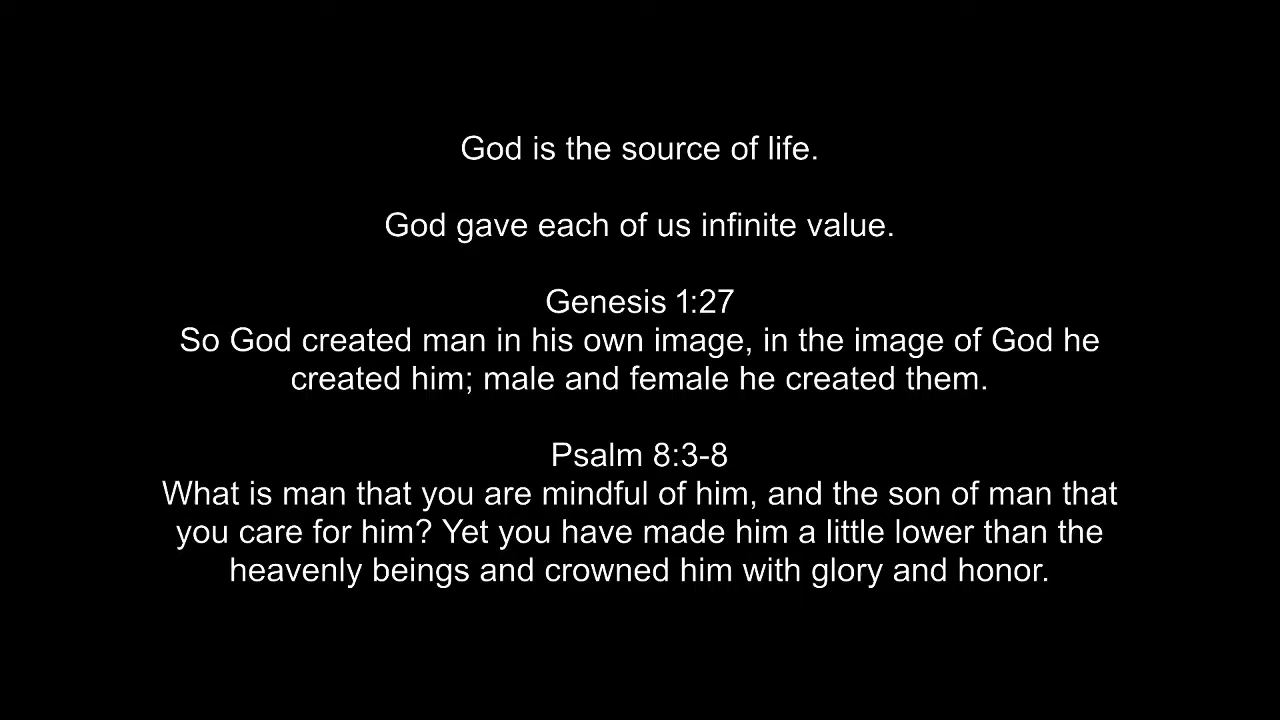 God is the source of life.
God gave each of us infinite value.
Genesis 1:27
So God created man in his own image, in the image of God he
created him; male and female he created them.
Psalm 8:3-8
What is man that you are mindful of him, and the son of man that
you care for him? Yet you have made him a little lower than the
heavenly beings and crowned him with glory and honor.